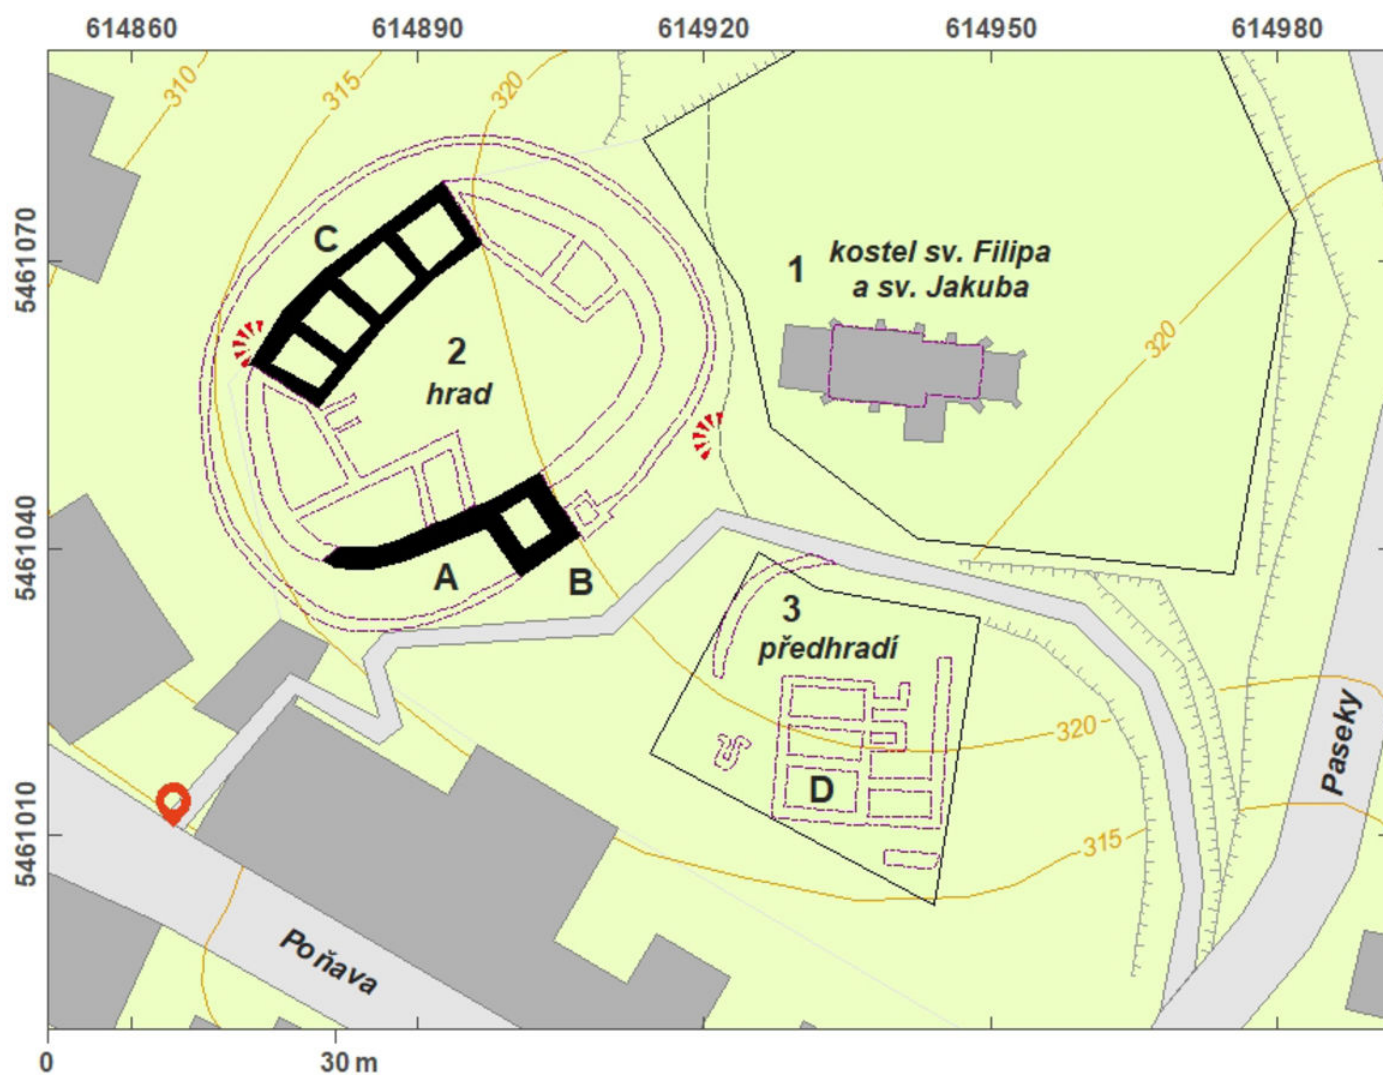 614860 614890 614920 614950 614980
310
315
320
5461070
C
1
kostel sv. Filipa
a sv. Jakuba
2
hrad
320
5461040
A
B
3
předhradí
320
D
Paseky
5461010
315
Poňava
0
30 m